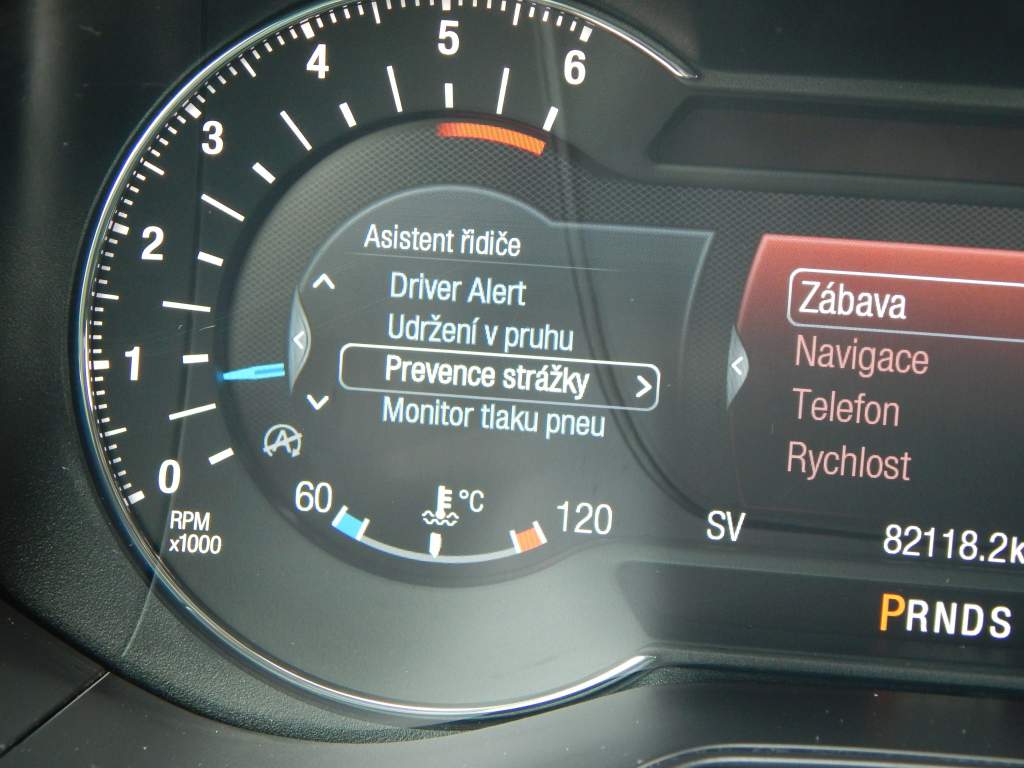 6
5
4
3
2
1
0
RPM
x1000
Asistent řidiče
Driver Alert
Udržení v pruhu
Prevence strážky
Monitor tlaku pneu
60
°C
120
Zábava
Navigace
Telefon
Rychlost
SV
82118.2k
PRNDS